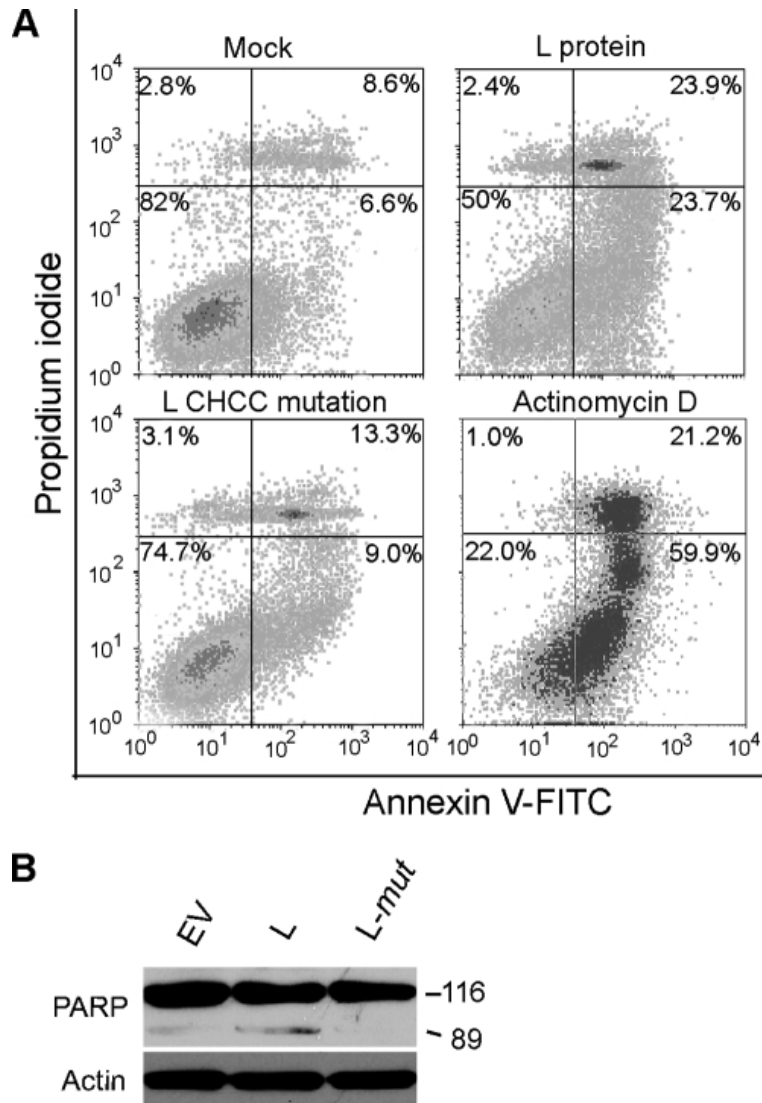 A
Mock
L protein
10^4
10^3
10^2
10^1
10^0
2.8%
8.6%
82%
6.6%
2.4%
23.9%
50%
23.7%
L CHCC mutation
Actinomycin D
10^4
10^3
10^2
10^1
10^0
3.1%
13.3%
74.7%
9.0%
1.0%
21.2%
22.0%
59.9%
10^0 10^1 10^2 10^3 10^4
10^0 10^1 10^2 10^3 10^4
Propidium iodide
Annexin V-FITC
B
EV L L-mut
PARP
–116
- 89
Actin